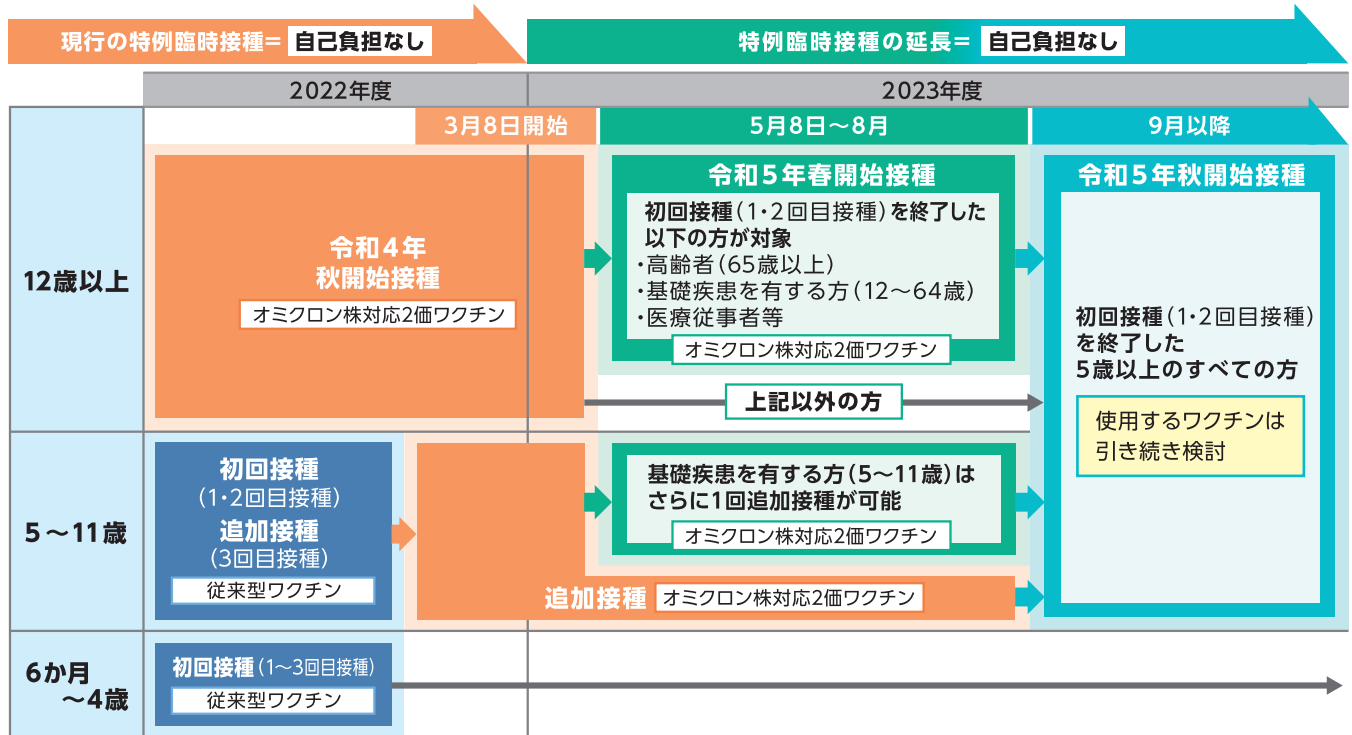 現行の特例臨時接種= 自己負担なし
特例臨時接種の延長= 自己負担なし
2022年度
2023年度
3月8日開始
5月8日~8月
9月以降
12歳以上
令和4年
秋開始接種
オミクロン株対応2価ワクチン
令和5年春開始接種
初回接種(1・2回目接種)を終了した
以下の方が対象
・高齢者(65歳以上)
・基礎疾患を有する方(12~64歳)
・医療従事者等
オミクロン株対応2価ワクチン
上記以外の方
令和5年秋開始接種
初回接種(1・2回目接種)
を終了した
5歳以上のすべての方
使用するワクチンは
引き続き検討
5~11歳
初回接種
(1・2回目接種)
追加接種
(3回目接種)
従来型ワクチン
基礎疾患を有する方(5~11歳)は
さらに1回追加接種が可能
オミクロン株対応2価ワクチン
追加接種 オミクロン株対応2価ワクチン
6か月
~4歳
初回接種(1~3回目接種)
従来型ワクチン